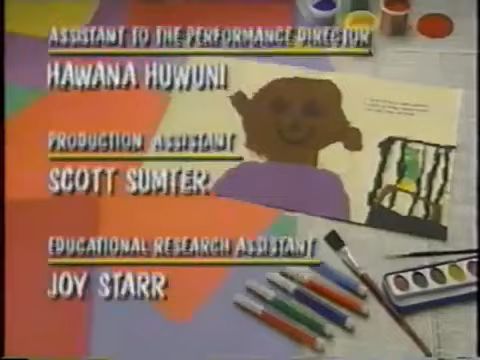 ASSISTANT TO THE PERFORMANCE DIRECTOR
HAWANA HUWUNI
PRODUCTION ASSISTANT
SCOTT SUMTER
EDUCATIONAL RESEARCH ASSISTANT
JOY STARR